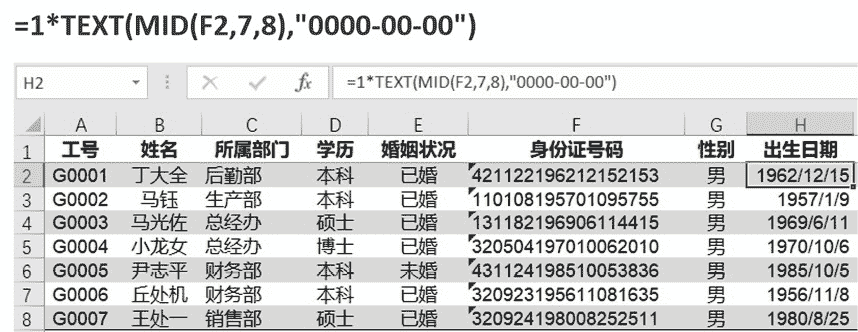 =1*TEXT(MID(F2,7,8),"0000-00-00")
H2 fx =1*TEXT(MID(F2,7,8),"0000-00-00")
A B C D E F G H
1 工号 姓名 所属部门 学历 婚姻状况 身份证号码 性别 出生日期
2 G0001 丁大全 后勤部 本科 已婚 421122196212152153 男 1962/12/15
3 G0002 马钰 生产部 本科 已婚 110108195701095755 男 1957/1/9
4 G0003 马光佐 总经办 硕士 已婚 131182196906114415 男 1969/6/11
5 G0004 小龙女 总经办 博士 已婚 320504197010062010 男 1970/10/6
6 G0005 尹志平 财务部 本科 未婚 431124198510053836 男 1985/10/5
7 G0006 丘处机 财务部 本科 已婚 320923195611081635 男 1956/11/8
8 G0007 王处一 销售部 硕士 已婚 320924198008252511 男 1980/8/25